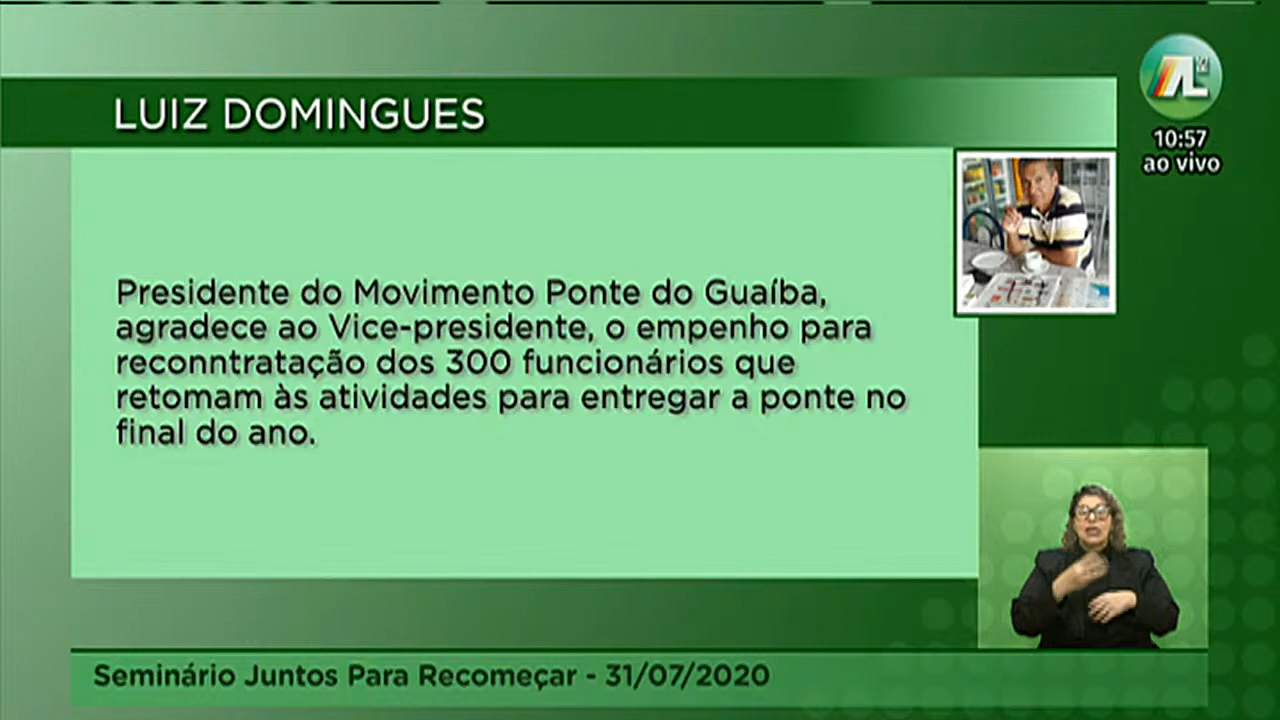 LUIZ DOMINGUES
10:57
ao vivo
Presidente do Movimento Ponte do Guaíba,
agradece ao Vice-presidente, o empenho para
reconntratação dos 300 funcionários que
retomam às atividades para entregar a ponte no
final do ano.
Seminário Juntos Para Recomeçar - 31/07/2020